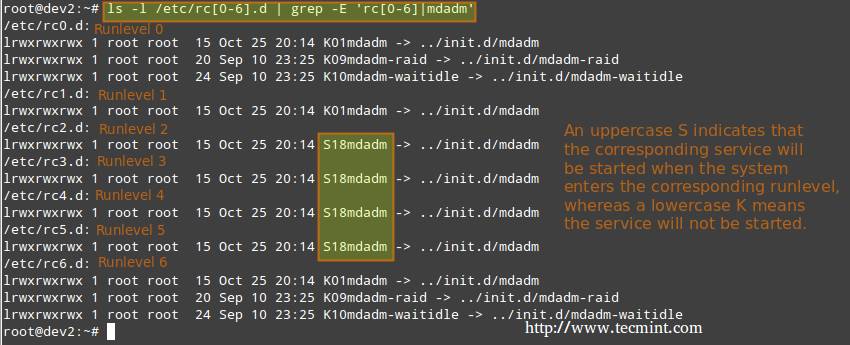 root@dev2:~# ls -l /etc/rc[0-6].d | grep -E 'rc[0-6]|mdadm'
/etc/rc0.d: Runlevel 0
lrwxrwxrwx 1 root root  15 Oct 25 20:14 K01mdadm -> ../init.d/mdadm
lrwxrwxrwx 1 root root  20 Sep 10 23:25 K09mdadm-raid -> ../init.d/mdadm-raid
lrwxrwxrwx 1 root root  24 Sep 10 23:25 K10mdadm-waitidle -> ../init.d/mdadm-waitidle
/etc/rc1.d: Runlevel 1
lrwxrwxrwx 1 root root  15 Oct 25 20:14 K01mdadm -> ../init.d/mdadm
/etc/rc2.d: Runlevel 2
lrwxrwxrwx 1 root root  15 Oct 25 20:14 S18mdadm -> ../init.d/mdadm
/etc/rc3.d: Runlevel 3
lrwxrwxrwx 1 root root  15 Oct 25 20:14 S18mdadm -> ../init.d/mdadm
/etc/rc4.d: Runlevel 4
lrwxrwxrwx 1 root root  15 Oct 25 20:14 S18mdadm -> ../init.d/mdadm
/etc/rc5.d: Runlevel 5
lrwxrwxrwx 1 root root  15 Oct 25 20:14 S18mdadm -> ../init.d/mdadm
/etc/rc6.d: Runlevel 6
lrwxrwxrwx 1 root root  15 Oct 25 20:14 K01mdadm -> ../init.d/mdadm
lrwxrwxrwx 1 root root  20 Sep 10 23:25 K09mdadm-raid -> ../init.d/mdadm-raid
lrwxrwxrwx 1 root root  24 Sep 10 23:25 K10mdadm-waitidle -> ../init.d/mdadm-waitidle
root@dev2:~#
An uppercase S indicates that
the corresponding service will
be started when the system
enters the corresponding runlevel,
whereas a lowercase K means
the service will not be started.
http://www.tecmint.com